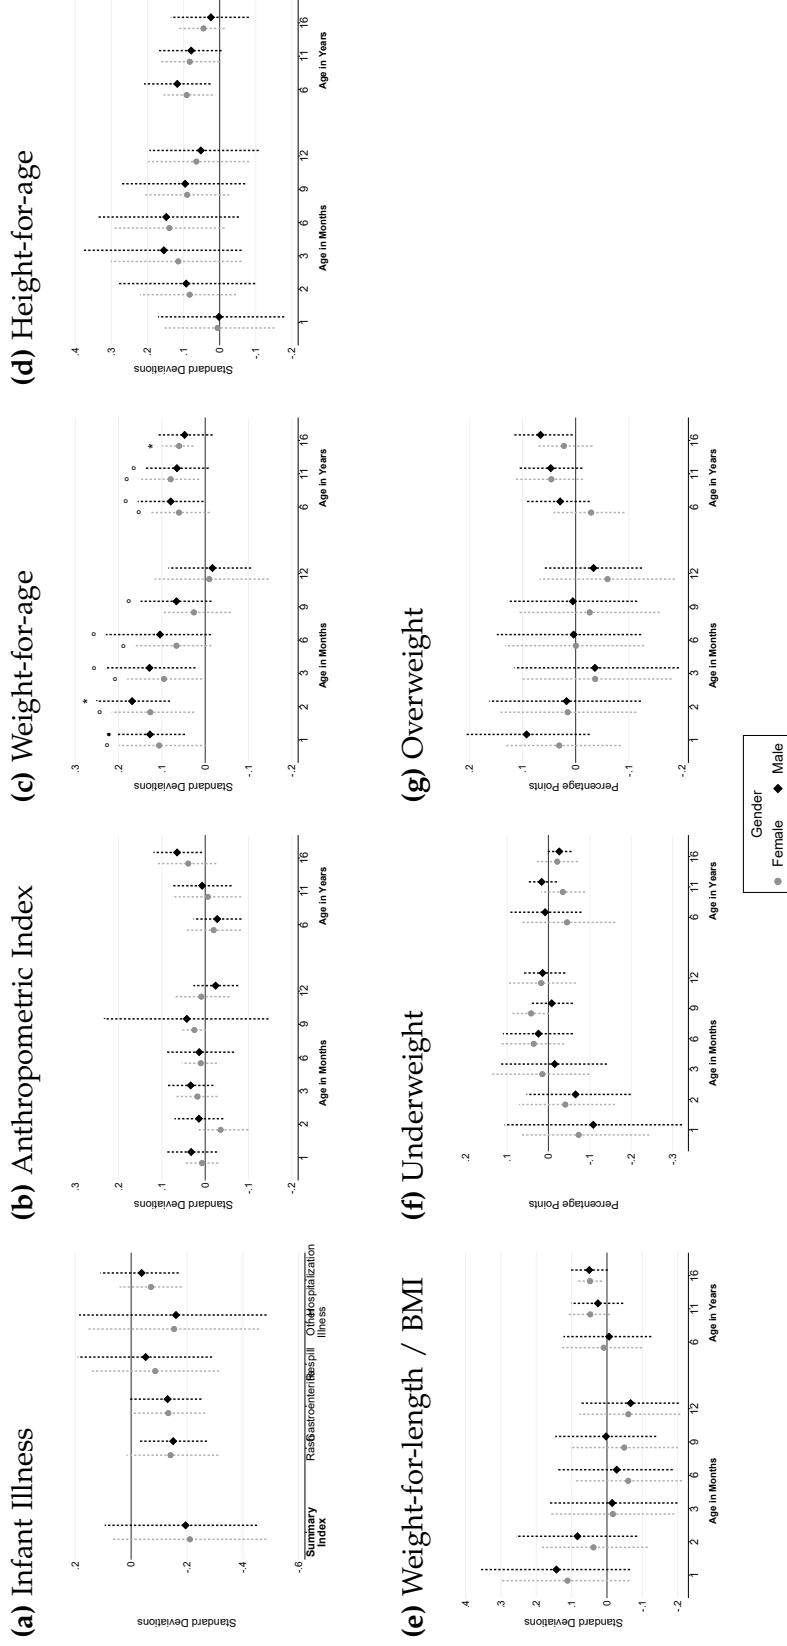 (a) Infant Illness
Standard Deviations
.2
0
-.2
-.4
-.6
Summary
Index
Rash
Gastroenteritis
Respill
Other
Illness
Hospitalization
(b) Anthropometric Index
Standard Deviations
.3
.2
.1
0
-.1
-.2
1 2 3 6 9 12 6 11 16
Age in Months Age in Years
(c) Weight-for-age
Standard Deviations
.3
.2
.1
0
-.1
-.2
1 2 3 6 9 12 6 11 16
Age in Months Age in Years
(d) Height-for-age
Standard Deviations
.4
.3
.2
.1
0
-.1
-.2
1 2 3 6 9 12 6 11 16
Age in Months Age in Years
(e) Weight-for-length / BMI
Standard Deviations
.4
.3
.2
.1
0
-.1
-.2
1 2 3 6 9 12 6 11 16
Age in Months Age in Years
(f) Underweight
Percentage Points
.2
.1
0
-.1
-.2
-.3
1 2 3 6 9 12 6 11 16
Age in Months Age in Years
(g) Overweight
Percentage Points
.2
.1
0
-.1
-.2
1 2 3 6 9 12 6 11 16
Age in Months Age in Years
Gender
Female Male